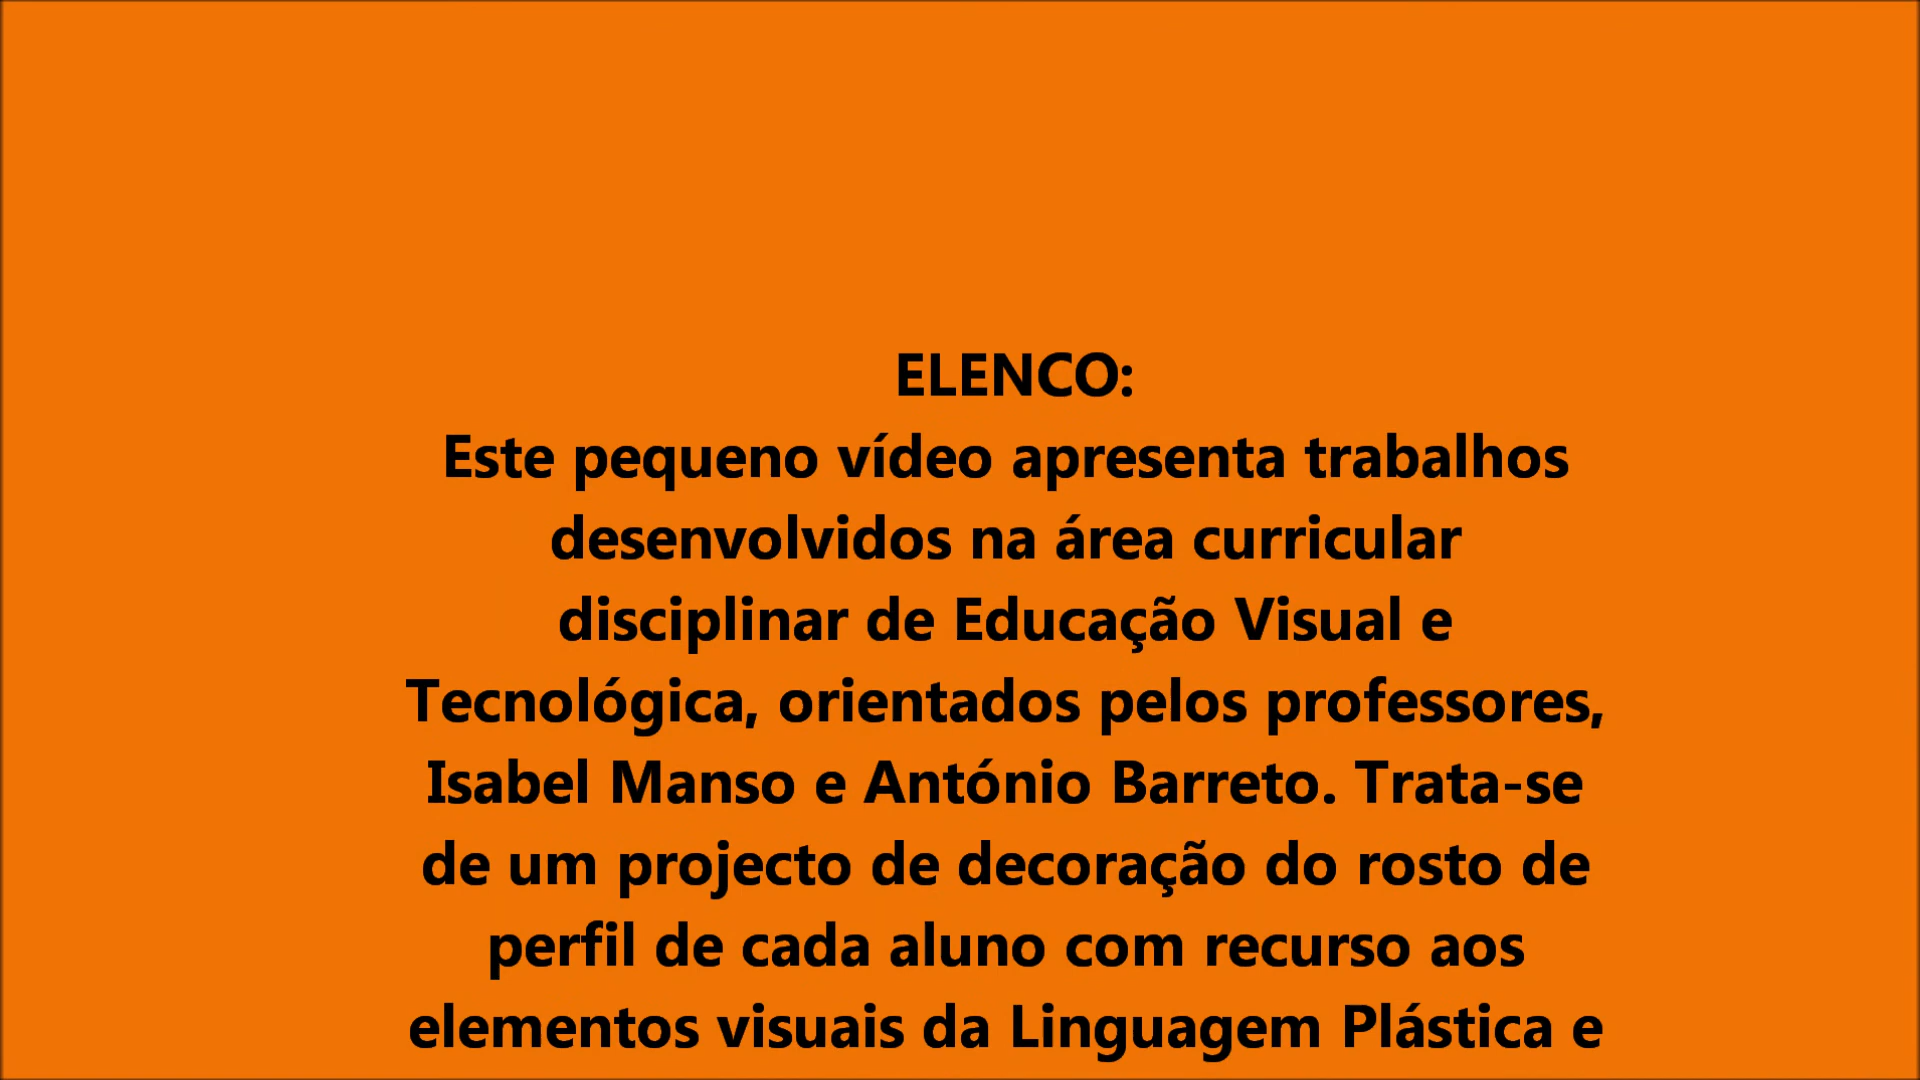 ELENCO:
Este pequeno vídeo apresenta trabalhos
desenvolvidos na área curricular
disciplinar de Educação Visual e
Tecnológica, orientados pelos professores,
Isabel Manso e António Barreto. Trata-se
de um projecto de decoração do rosto de
perfil de cada aluno com recurso aos
elementos visuais da Linguagem Plástica e